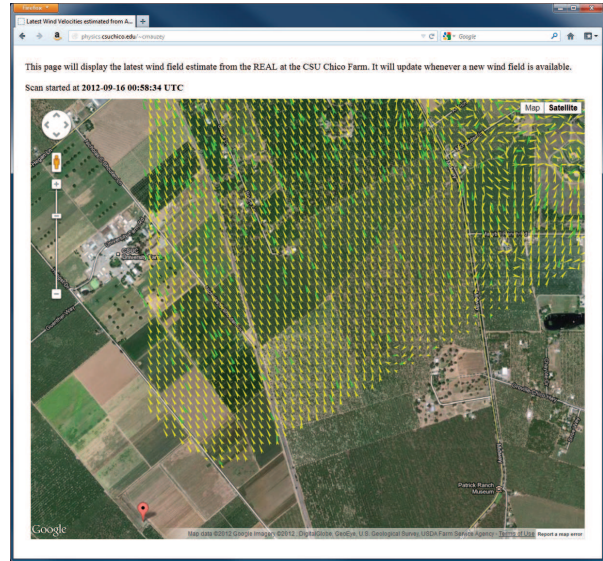 Firefox
Latest Wind Velocities estimated from A...
physics.csuchico.edu/~cmauzey
Google
This page will display the latest wind field estimate from the REAL at the CSU Chico Farm. It will update whenever a new wind field is available.
Scan started at 2012-09-16 00:58:34 UTC
Map Satellite
Patrick Ranch
Museum
Google
Map data ©2012 Google Imagery ©2012 , DigitalGlobe, GeoEye, U.S. Geological Survey, USDA Farm Service Agency - Terms of Use Report a map error